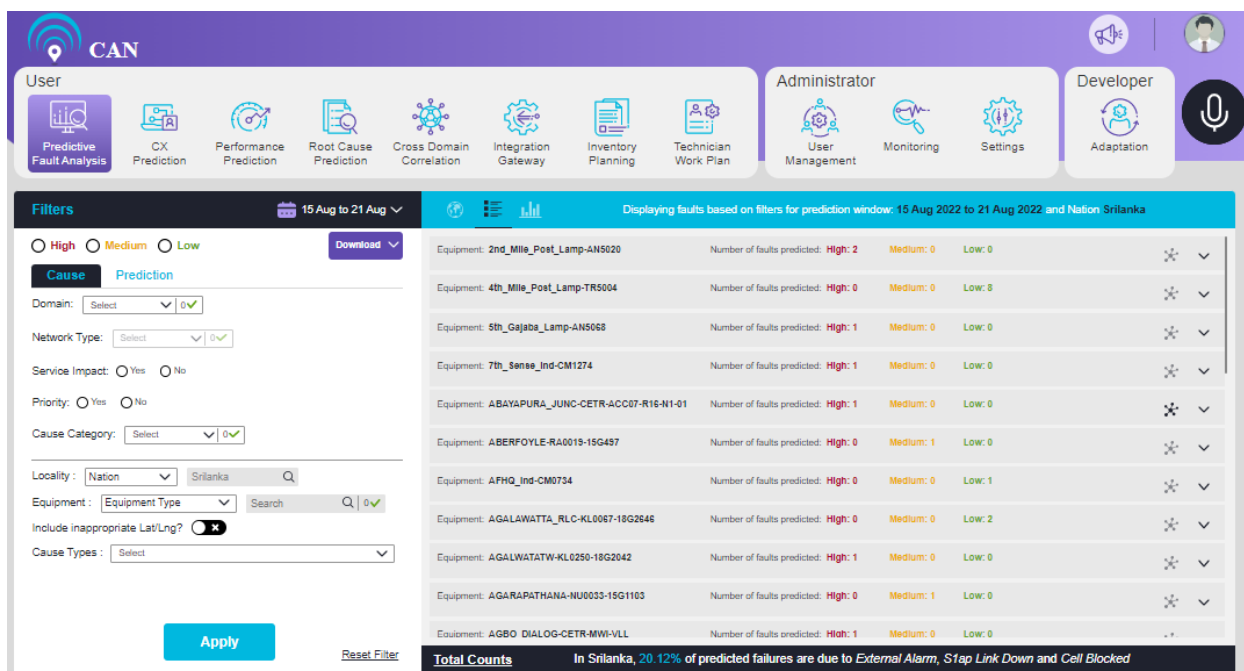 CAN
User
Administrator
Developer
Predictive Fault Analysis
CX Prediction
Performance Prediction
Root Cause Prediction
Cross Domain Correlation
Integration Gateway
Inventory Planning
Technician Work Plan
User Management
Monitoring
Settings
Adaptation
Filters
15 Aug to 21 Aug
High Medium Low
Download
Cause Prediction
Domain: Select 0
Network Type: Select 0
Service Impact: Yes No
Priority: Yes No
Cause Category: Select 0
Locality : Nation Srilanka
Equipment : Equipment Type Search 0
Include inappropriate Lat/Lng?
Cause Types : Select
Apply
Reset Filter
Displaying faults based on filters for prediction window: 15 Aug 2022 to 21 Aug 2022 and Nation Srilanka
Equipment: 2nd_Mile_Post_Lamp-AN5020 Number of faults predicted: High: 2 Medium: 0 Low: 0
Equipment: 4th_Mile_Post_Lamp-TR5004 Number of faults predicted: High: 0 Medium: 0 Low: 8
Equipment: 5th_Gajaba_Lamp-AN5068 Number of faults predicted: High: 1 Medium: 0 Low: 0
Equipment: 7th_Sense_Ind-CM1274 Number of faults predicted: High: 1 Medium: 0 Low: 0
Equipment: ABAYAPURA_JUNC-CETR-ACC07-R16-N1-01 Number of faults predicted: High: 1 Medium: 0 Low: 0
Equipment: ABERFOYLE-RA0019-15G497 Number of faults predicted: High: 0 Medium: 1 Low: 0
Equipment: AFHQ_Ind-CM0734 Number of faults predicted: High: 0 Medium: 0 Low: 1
Equipment: AGALAWATTA_RLC-KL0067-18G2646 Number of faults predicted: High: 0 Medium: 0 Low: 2
Equipment: AGALWATATW-KL0250-18G2042 Number of faults predicted: High: 1 Medium: 0 Low: 0
Equipment: AGARAPATHANA-NU0033-15G1103 Number of faults predicted: High: 0 Medium: 1 Low: 0
Equipment: AGBO_DIALOG-CETR-MWI-VLL Number of faults predicted: High: 1 Medium: 0 Low: 0
Total Counts In Srilanka, 20.12% of predicted failures are due to External Alarm, S1ap Link Down and Cell Blocked